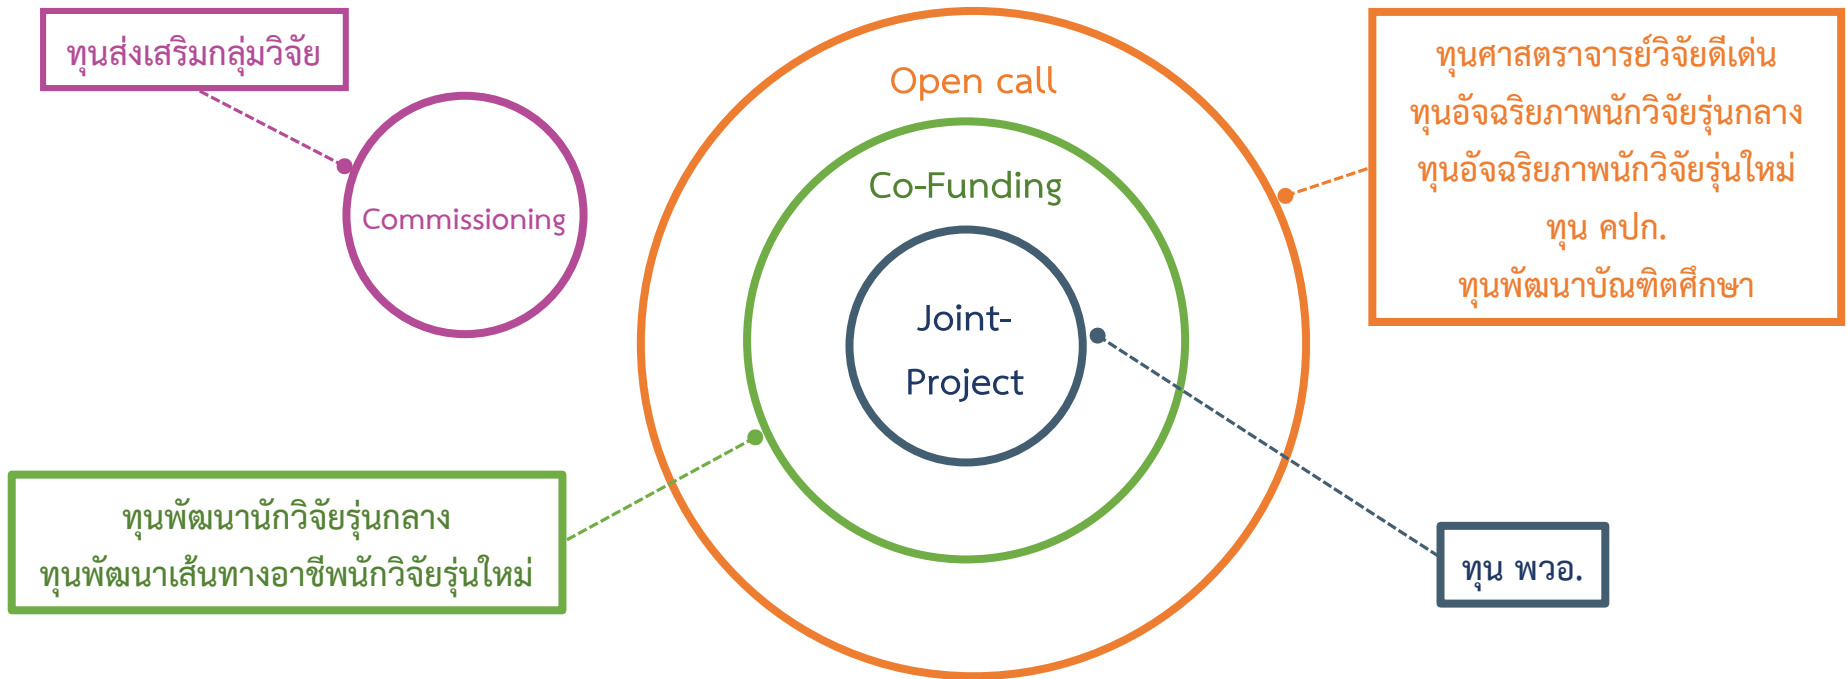 ทุนส่งเสริมกลุ่มวิจัย
Commissioning
Open call
Co-Funding
Joint-
Project
ทุนศาสตราจารย์วิจัยดีเด่น
ทุนอัจฉริยภาพนักวิจัยรุ่นกลาง
ทุนอัจฉริยภาพนักวิจัยรุ่นใหม่
ทุน คปก.
ทุนพัฒนาบัณฑิตศึกษา
ทุนพัฒนานักวิจัยรุ่นกลาง
ทุนพัฒนาเส้นทางอาชีพนักวิจัยรุ่นใหม่
ทุน พวอ.